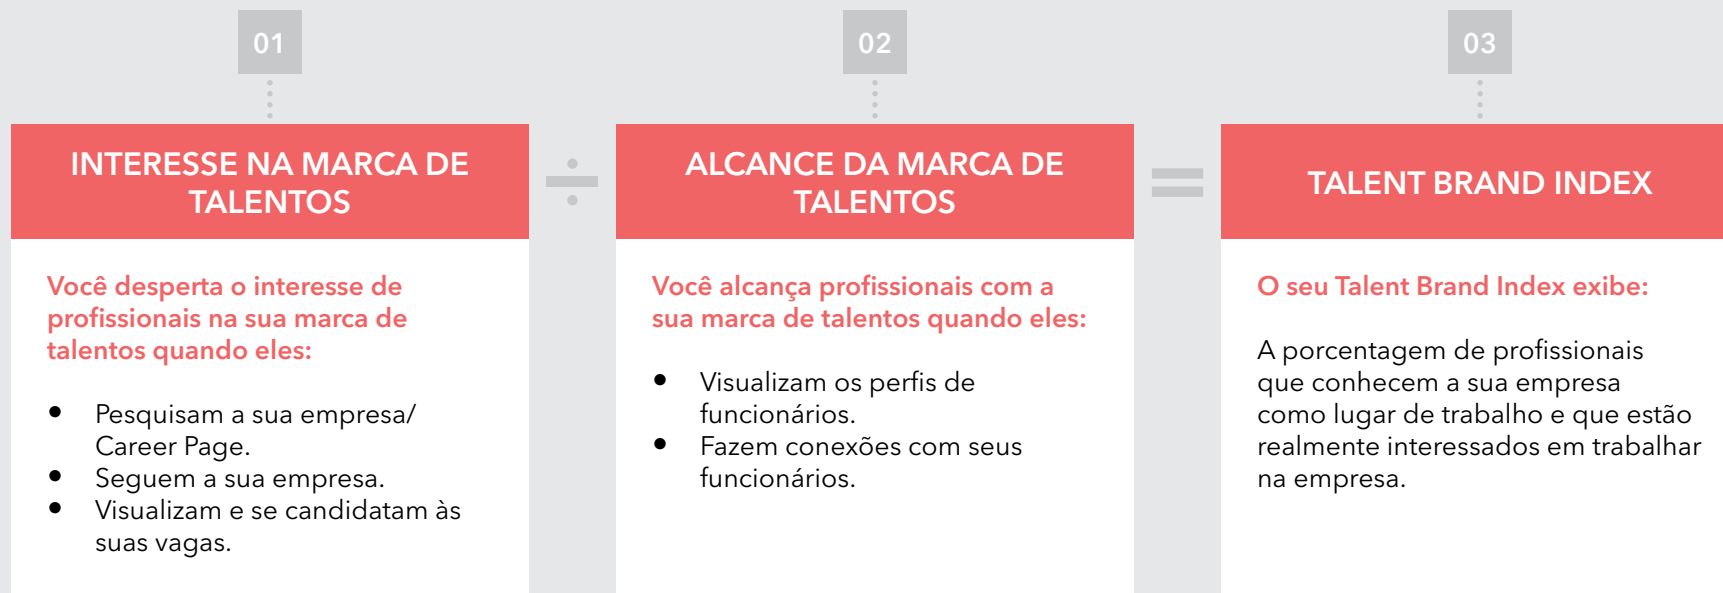 01
INTERESSE NA MARCA DE
TALENTOS
Você desperta o interesse de
profissionais na sua marca de
talentos quando eles:
• Pesquisam a sua empresa/
Career Page.
• Seguem a sua empresa.
• Visualizam e se candidatam às
suas vagas.
÷
02
ALCANCE DA MARCA DE
TALENTOS
Você alcança profissionais com a
sua marca de talentos quando eles:
• Visualizam os perfis de
funcionários.
• Fazem conexões com seus
funcionários.
=
03
TALENT BRAND INDEX
O seu Talent Brand Index exibe:
A porcentagem de profissionais
que conhecem a sua empresa
como lugar de trabalho e que estão
realmente interessados em trabalhar
na empresa.